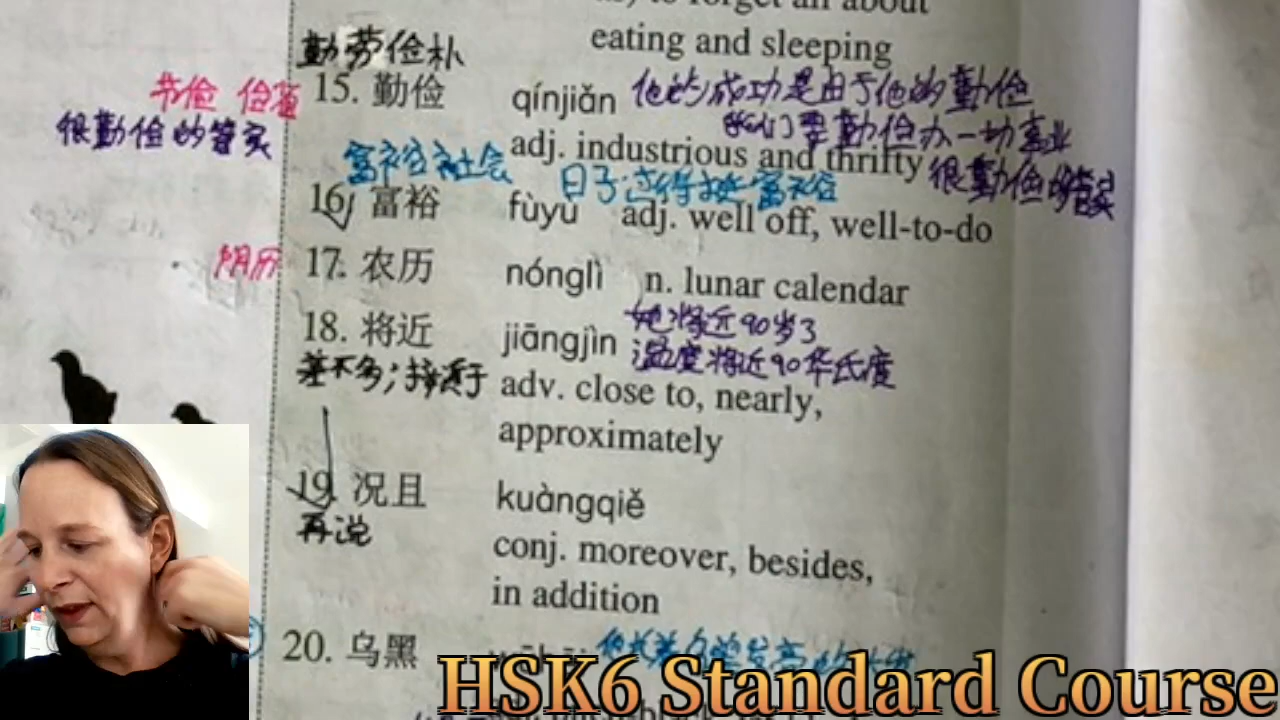 to forget all about
eating and sleeping
勤劳俭朴
节俭
15. 勤俭 qínjiǎn 他的成功是由于他的勤俭
很勤俭的管家
我们要勤俭办一切事业
adj. industrious and thrifty 很勤俭的管家
富裕社会 日子过得挺富裕
16. 富裕 fùyù adj. well off, well-to-do
阴历 17. 农历 nónglì n. lunar calendar
18. 将近 jiāngjìn 她将近90岁了
温度将近90华氏度
差不多;接近于 adv. close to, nearly,
approximately
19. 况且 kuàngqiě
再说
conj. moreover, besides,
in addition
20. 乌黑
HSK6 Standard Course